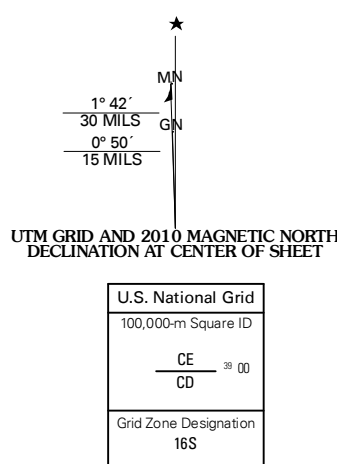 ★
MN
1° 42´
30 MILS
GN
0° 50´
15 MILS
UTM GRID AND 2010 MAGNETIC NORTH
DECLINATION AT CENTER OF SHEET
U.S. National Grid
100,000-m Square ID
CE
39 00
CD
Grid Zone Designation
16S